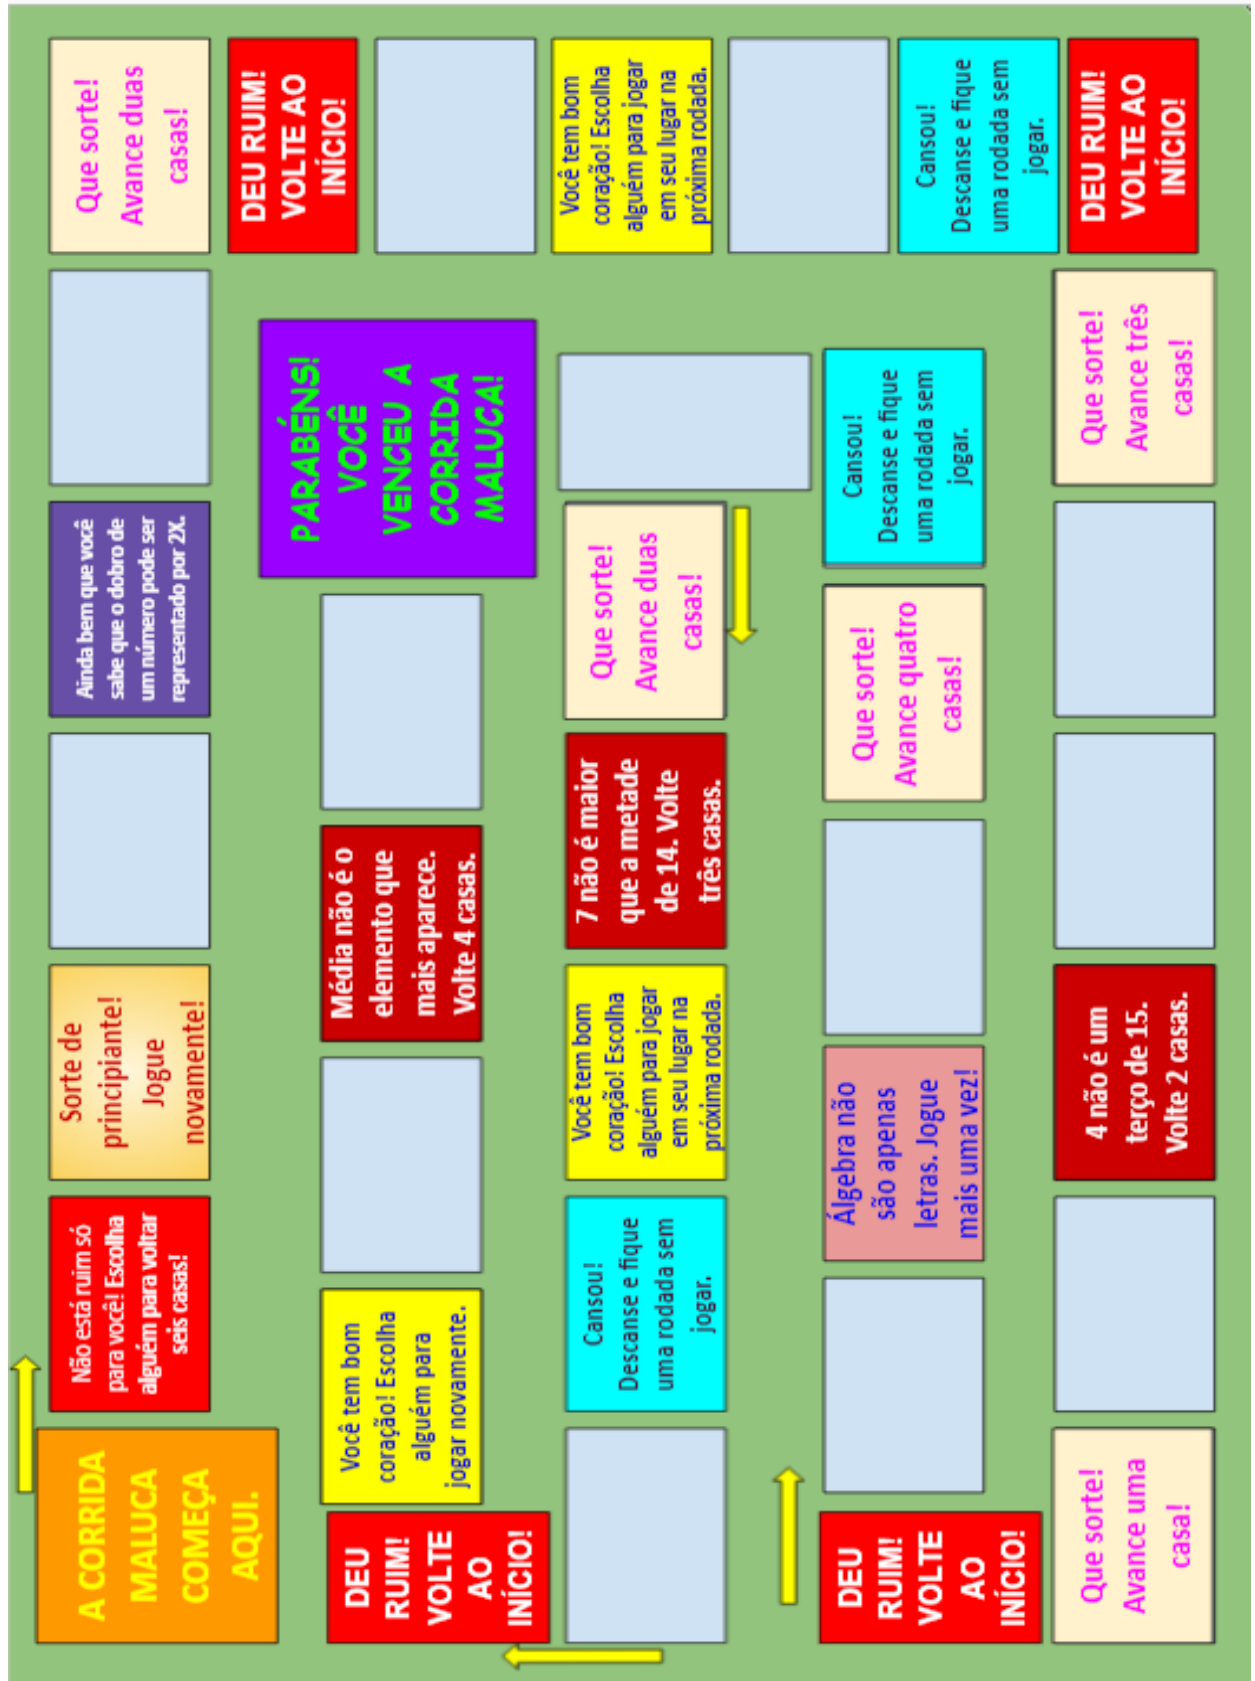 A CORRIDA
MALUCA
COMEÇA
AQUI.
Não está ruim só
para você! Escolha
alguém para voltar
seis casas!
Sorte de
principiante!
Jogue
novamente!
Ainda bem que você
sabe que o dobro de
um número pode ser
representado por 2X.
Que sorte!
Avance duas
casas!
DEU RUIM!
VOLTE AO
INÍCIO!
Você tem bom
coração! Escolha
alguém para jogar
em seu lugar na
próxima rodada.
Cansou!
Descanse e fique
uma rodada sem
jogar.
DEU RUIM!
VOLTE AO
INÍCIO!
Que sorte!
Avance três
casas!
4 não é um
terço de 15.
Volte 2 casas.
Que sorte!
Avance uma
casa!
DEU
RUIM!
VOLTE
AO
INÍCIO!
Álgebra não
são apenas
letras. Jogue
mais uma vez!
Que sorte!
Avance quatro
casas!
Cansou!
Descanse e fique
uma rodada sem
jogar.
Que sorte!
Avance duas
casas!
7 não é maior
que a metade
de 14. Volte
três casas.
Você tem bom
coração! Escolha
alguém para jogar
em seu lugar na
próxima rodada.
Cansou!
Descanse e fique
uma rodada sem
jogar.
DEU
RUIM!
VOLTE
AO
INÍCIO!
Você tem bom
coração! Escolha
alguém para
jogar novamente.
Média não é o
elemento que
mais aparece.
Volte 4 casas.
PARABÉNS!
VOCÊ
VENCEU A
CORRIDA
MALUCA!